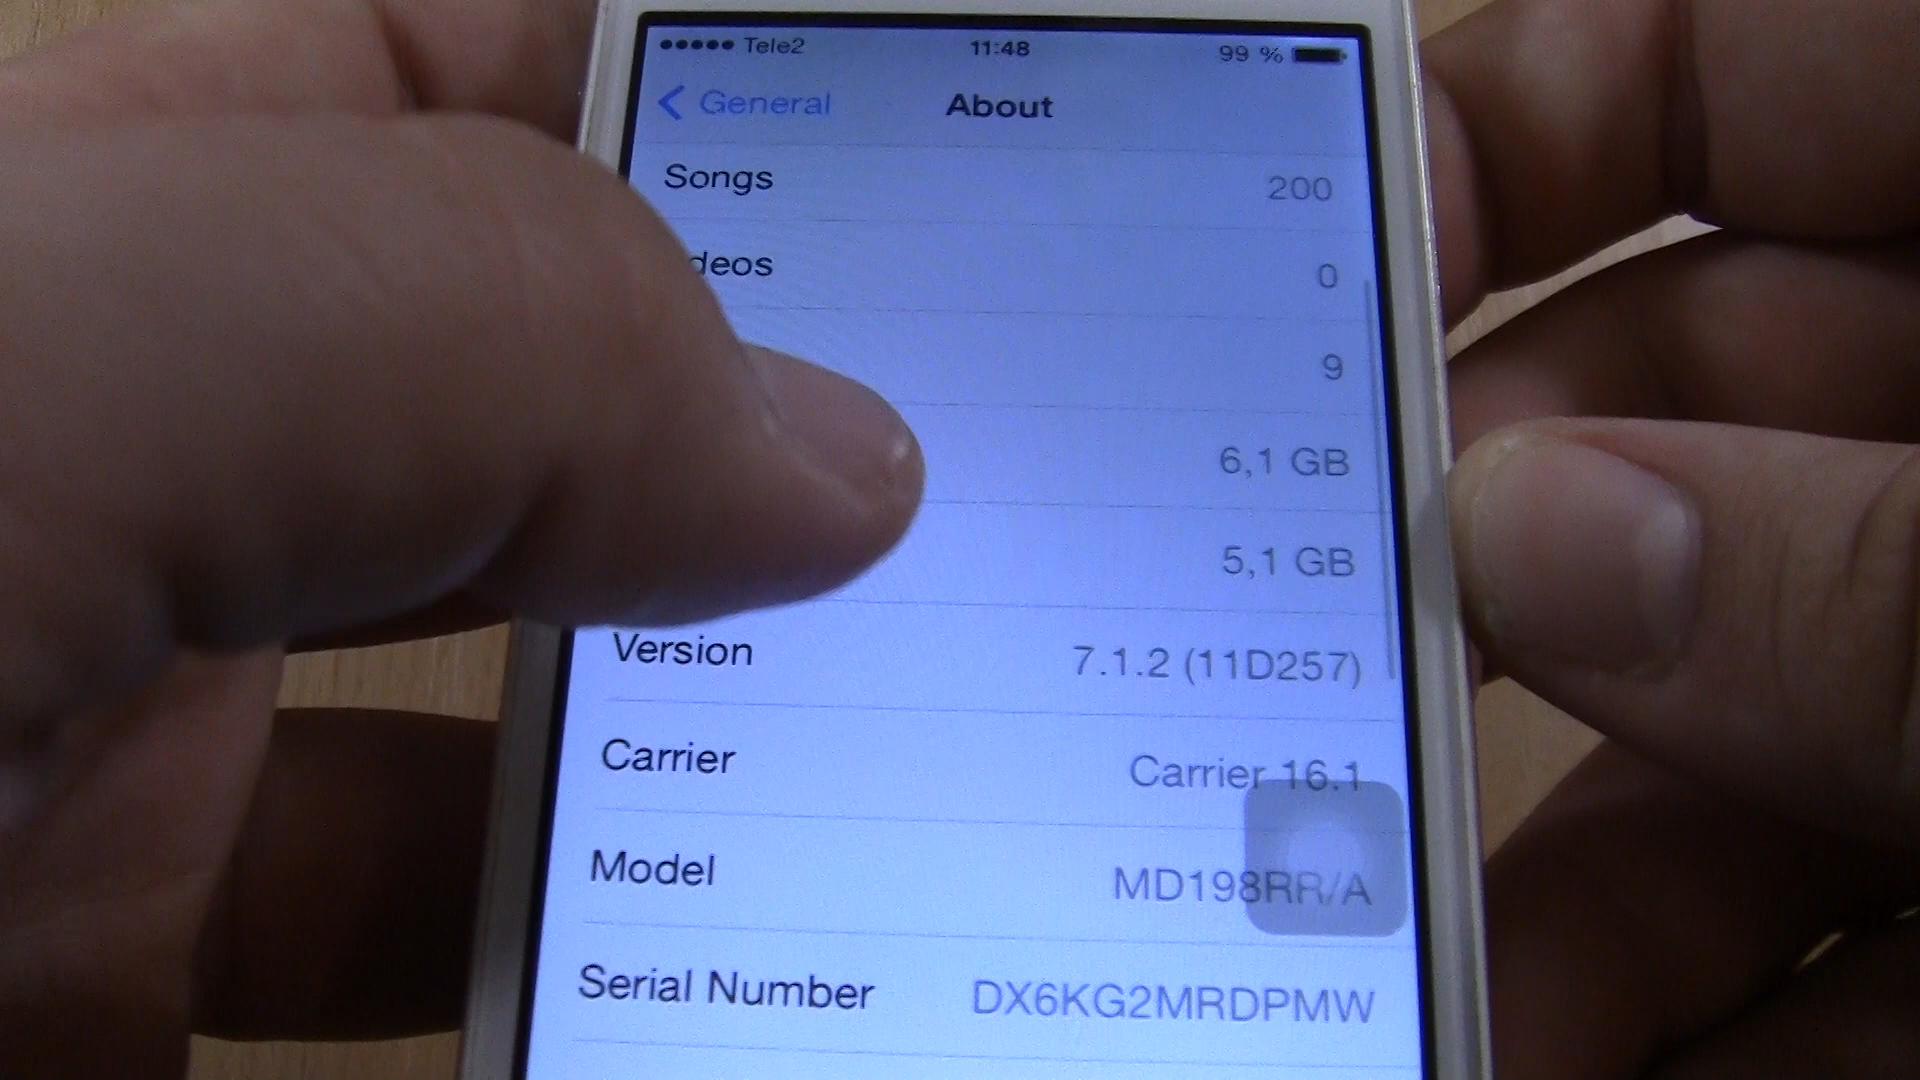 Tele2 11:48 99 %
General About
Songs 200
deos 0
9
6,1 GB
5,1 GB
Version 7.1.2 (11D257)
Carrier Carrier 16.1
Model MD198RR/A
Serial Number DX6KG2MRDPMW